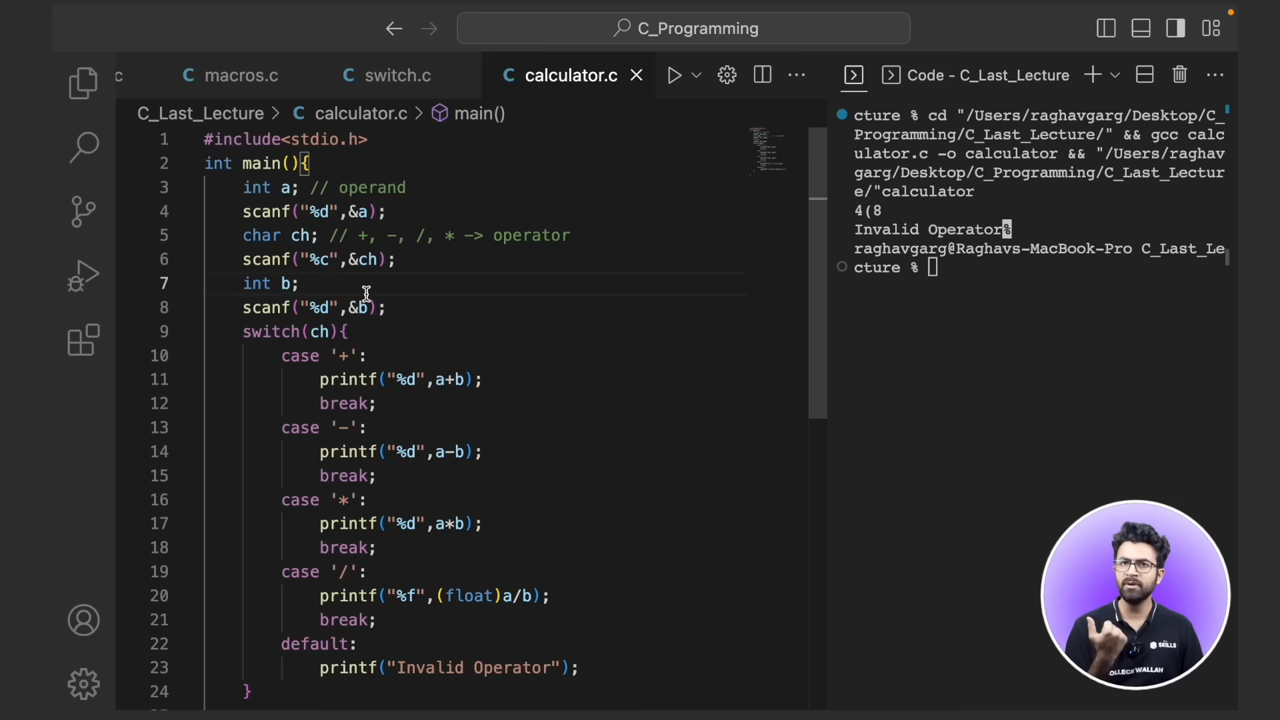 C_Programming
c
C macros.c
C switch.c
C calculator.c
Code - C_Last_Lecture
C_Last_Lecture > C calculator.c > main()
1 #include<stdio.h>
2 int main(){
3 int a; // operand
4 scanf("%d",&a);
5 char ch; // +, -, /, * -> operator
6 scanf("%c",&ch);
7 int b;
8 scanf("%d",&b);
9 switch(ch){
10 case '+':
11 printf("%d",a+b);
12 break;
13 case '-':
14 printf("%d",a-b);
15 break;
16 case '*':
17 printf("%d",a*b);
18 break;
19 case '/':
20 printf("%f",(float)a/b);
21 break;
22 default:
23 printf("Invalid Operator");
24 }
cture % cd "/Users/raghavgarg/Desktop/C_
Programming/C_Last_Lecture/" && gcc calc
ulator.c -o calculator && "/Users/raghav
garg/Desktop/C_Programming/C_Last_Lectur
e/"calculator
4(8
Invalid Operator%
raghavgarg@Raghavs-MacBook-Pro C_Last_Le
cture %
SKILLS
COLLEGE WALLAH